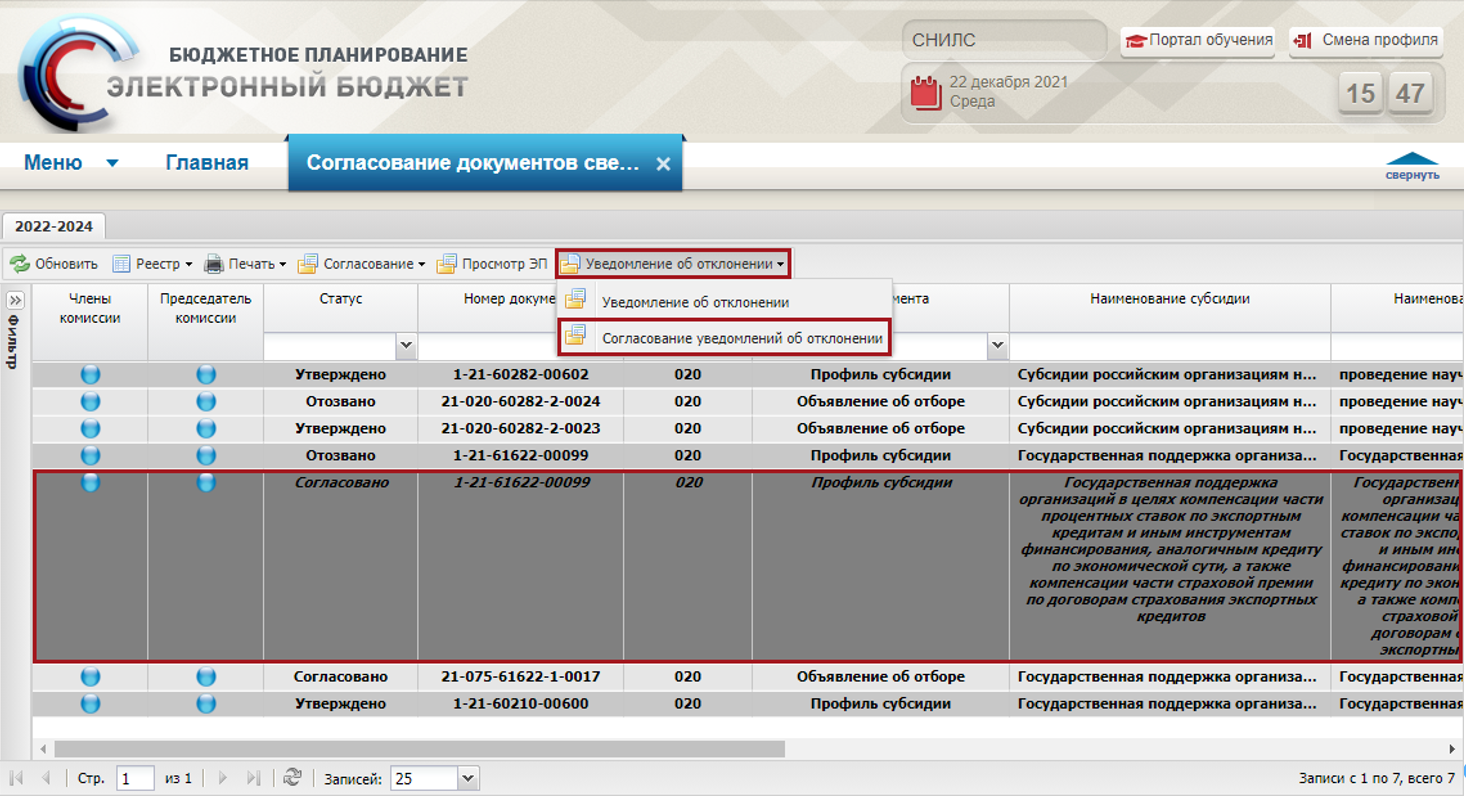 БЮДЖЕТНОЕ ПЛАНИРОВАНИЕ
ЭЛЕКТРОННЫЙ БЮДЖЕТ
СНИЛС
Портал обучения
Смена профиля
22 декабря 2021
Среда
15 47
Меню
Главная
Согласование документов све...
свернуть
2022-2024
Обновить Реестр Печать Согласование Просмотр ЭП Уведомление об отклонении
Уведомление об отклонении
Согласование уведомлений об отклонении
Фильтр
Члены комиссии Председатель комиссии Статус Номер докуме мента Наименование субсидии Наименова
Утверждено 1-21-60282-00602 020 Профиль субсидии Субсидии российским организациям н... проведение науч
Отозвано 21-020-60282-2-0024 020 Объявление об отборе Субсидии российским организациям н... проведение науч
Утверждено 21-020-60282-2-0023 020 Объявление об отборе Субсидии российским организациям н... проведение науч
Отозвано 1-21-61622-00099 020 Профиль субсидии Государственная поддержка организа... Государственная
Согласовано 1-21-61622-00099 020 Профиль субсидии Государственная поддержка Государственн
организаций в целях компенсации части организац
процентных ставок по экспортным компенсации ча
кредитам и иным инструментам ставок по экспо
финансирования, аналогичным кредиту и иным инс
по экономической сути, а также финансировани
компенсации части страховой премии кредиту по экон
по договорам страхования экспортных а также комп
кредитов страховой
договорам с
экспортны
Согласовано 21-075-61622-1-0017 020 Объявление об отборе Государственная поддержка организа... Государственная
Утверждено 1-21-60210-00600 020 Профиль субсидии Государственная поддержка организа... Государственная
Стр. 1 из 1 Записей: 25 Записи с 1 по 7, всего 7